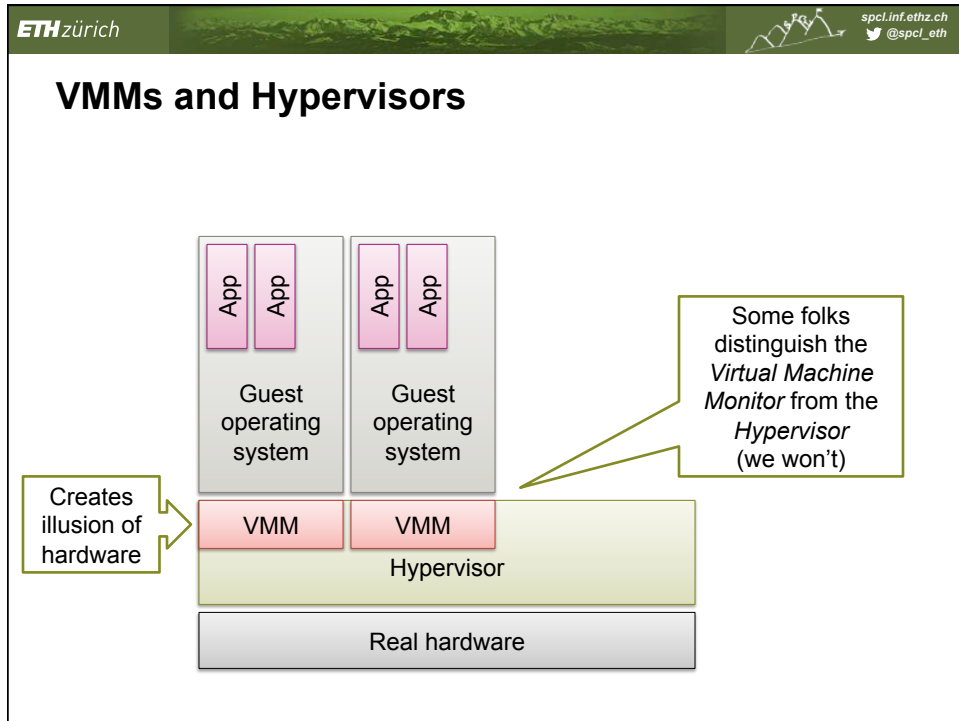 ETH zürich
spcl.inf.ethz.ch
@spcl_eth
VMMs and Hypervisors
App
App
App
App
Guest
operating
system
Guest
operating
system
Some folks
distinguish the
Virtual Machine
Monitor from the
Hypervisor
(we won't)
Creates
illusion of
hardware
VMM
VMM
Hypervisor
Real hardware